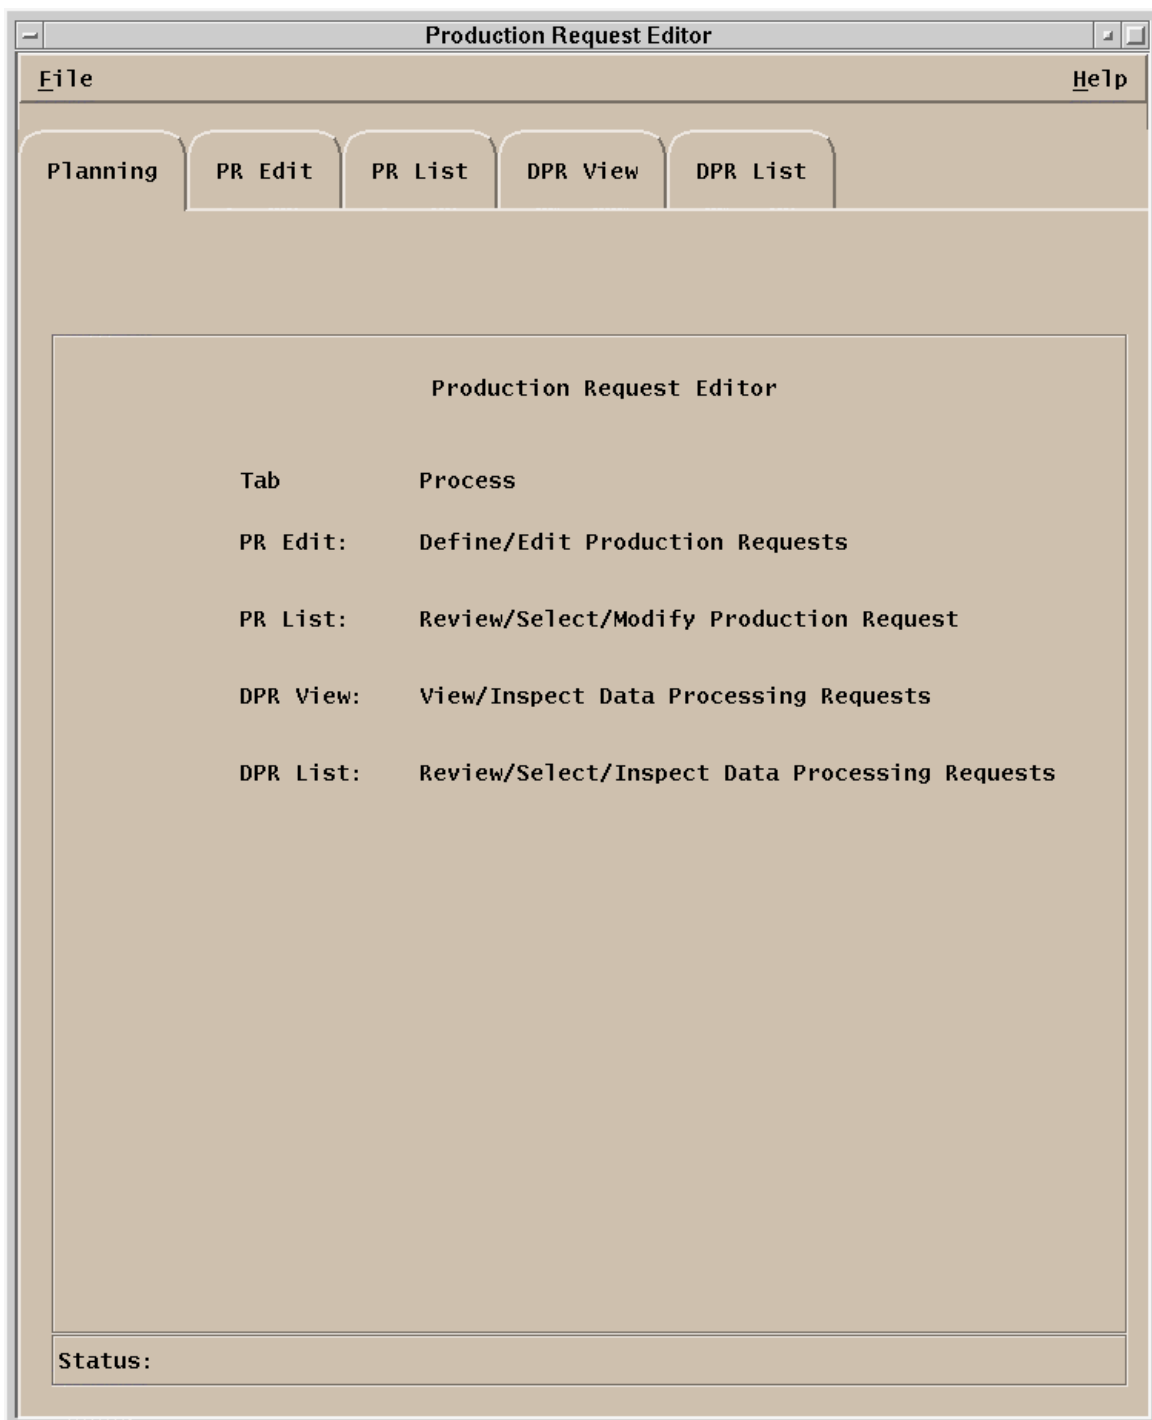 Production Request Editor
File Help
Planning PR Edit PR List DPR View DPR List
Production Request Editor
Tab Process
PR Edit: Define/Edit Production Requests
PR List: Review/Select/Modify Production Request
DPR View: View/Inspect Data Processing Requests
DPR List: Review/Select/Inspect Data Processing Requests
Status: